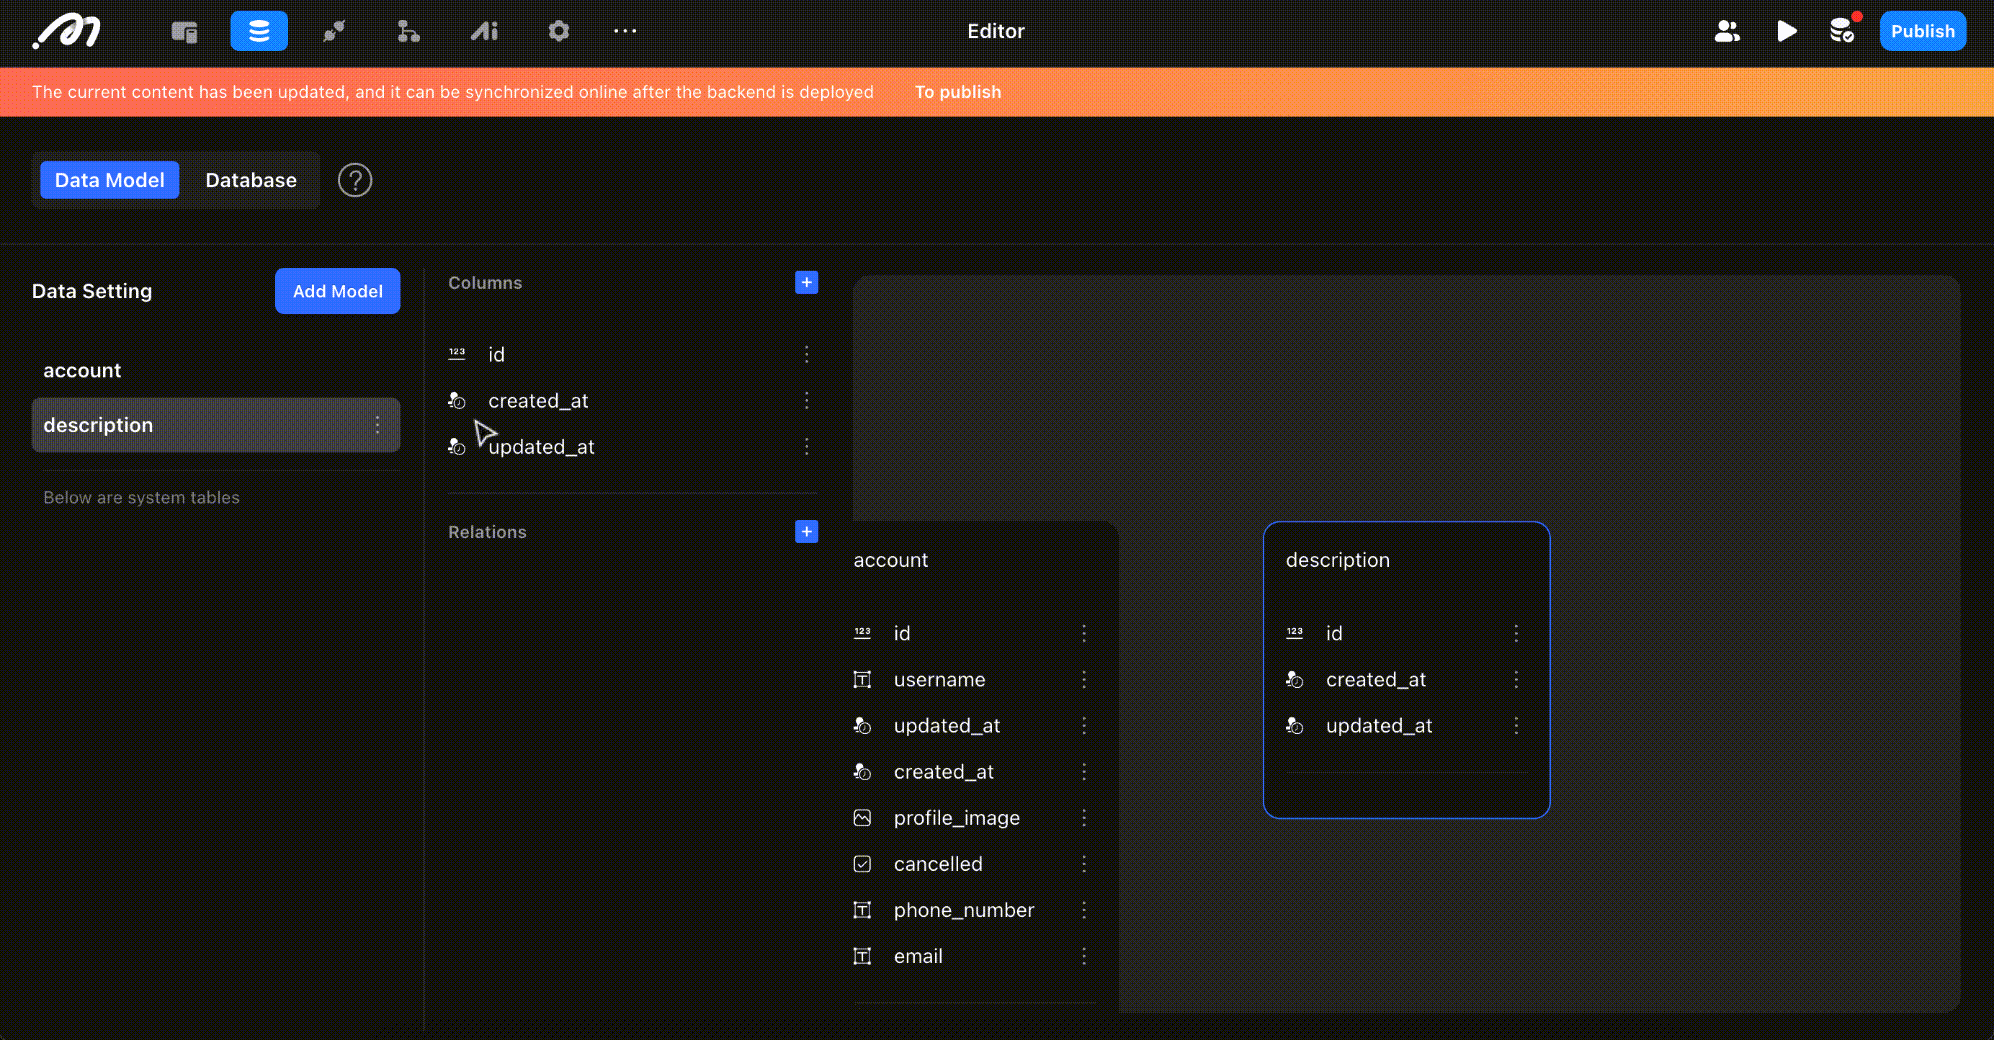 Editor
Publish
The current content has been updated, and it can be synchronized online after the backend is deployed To publish
Data Model Database ?
Data Setting
Add Model
account
description
Below are system tables
Columns +
123 id
created_at
updated_at
Relations +
account
123 id
username
updated_at
created_at
profile_image
cancelled
phone_number
email
description
123 id
created_at
updated_at